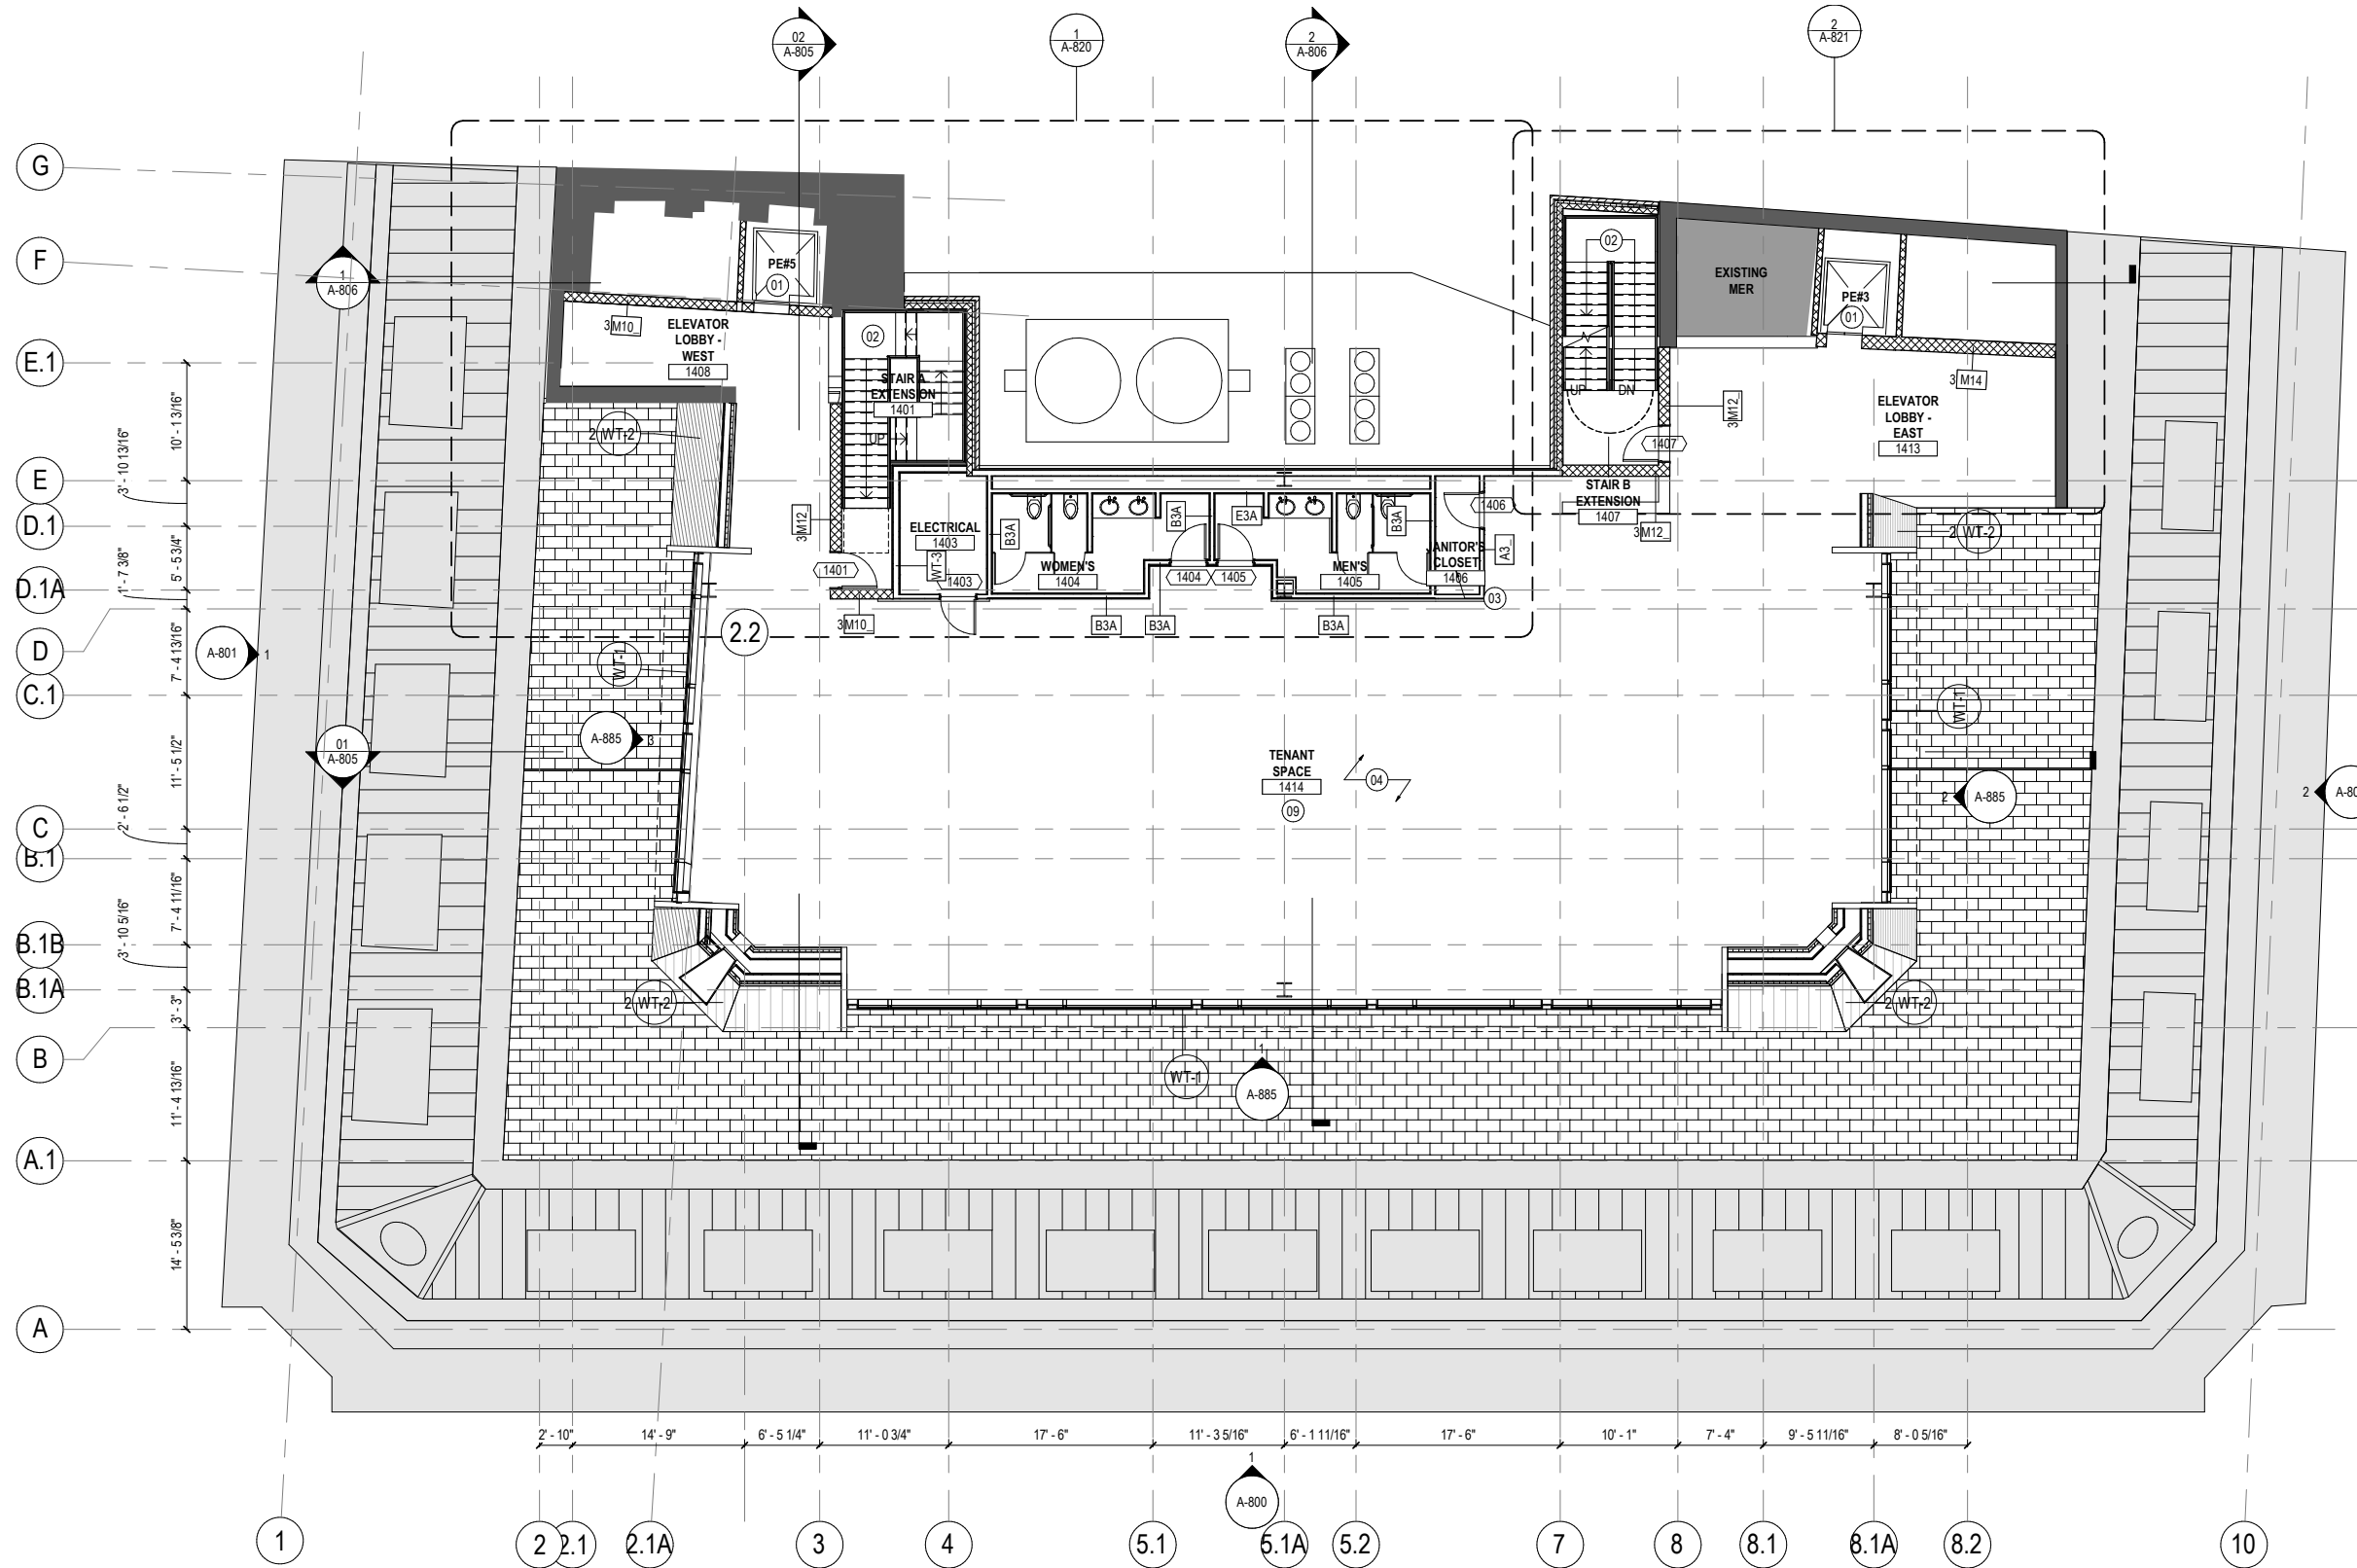 02
A-805
1
A-820
2
A-806
2
A-821
G
F
E.1
E
D.1
D.1A
D
C.1
C
B.1
B.1B
B.1A
B
A.1
A
10' - 1 13/16"
3' - 10 13/16"
5' - 5 3/4"
1' - 7 3/8"
7' - 4 13/16"
11' - 5 1/2"
2' - 6 1/2"
7' - 4 11/16"
3' - 10 5/16"
3' - 3"
11' - 4 13/16"
14' - 5 3/8"
1
A-806
A-801
1
01
A-805
PE#5
01
3 M10_
ELEVATOR
LOBBY -
WEST
1408
02
STAIR A
EXTENSION
1401
UP
2 WT-2
3 M12_
1401
3 M10_
ELECTRICAL
1403
WT-3
1403
B3A
WOMEN'S
1404
B3A
E3A
1404
1405
MEN'S
1405
B3A
ANITOR'S
CLOSET
1406
1406
A3_
03
B3A
B3A
B3A
02
UP
DN
STAIR B
EXTENSION
1407
1407
3 M12_
3 M12_
EXISTING
MER
PE#3
01
3 M14
ELEVATOR
LOBBY -
EAST
1413
2 WT-2
2.2
WT-1
A-885
3
TENANT
SPACE
1414
09
04
WT-1
2
A-885
2
A-80
2 WT-2
2 WT-2
WT-1
1
A-885
2' - 10"
14' - 9"
6' - 5 1/4"
11' - 0 3/4"
17' - 6"
11' - 3 5/16"
6' - 1 11/16"
17' - 6"
10' - 1"
7' - 4"
9' - 5 11/16"
8' - 0 5/16"
1
A-800
1
2
2.1
2.1A
3
4
5.1
5.1A
5.2
7
8
8.1
8.1A
8.2
10